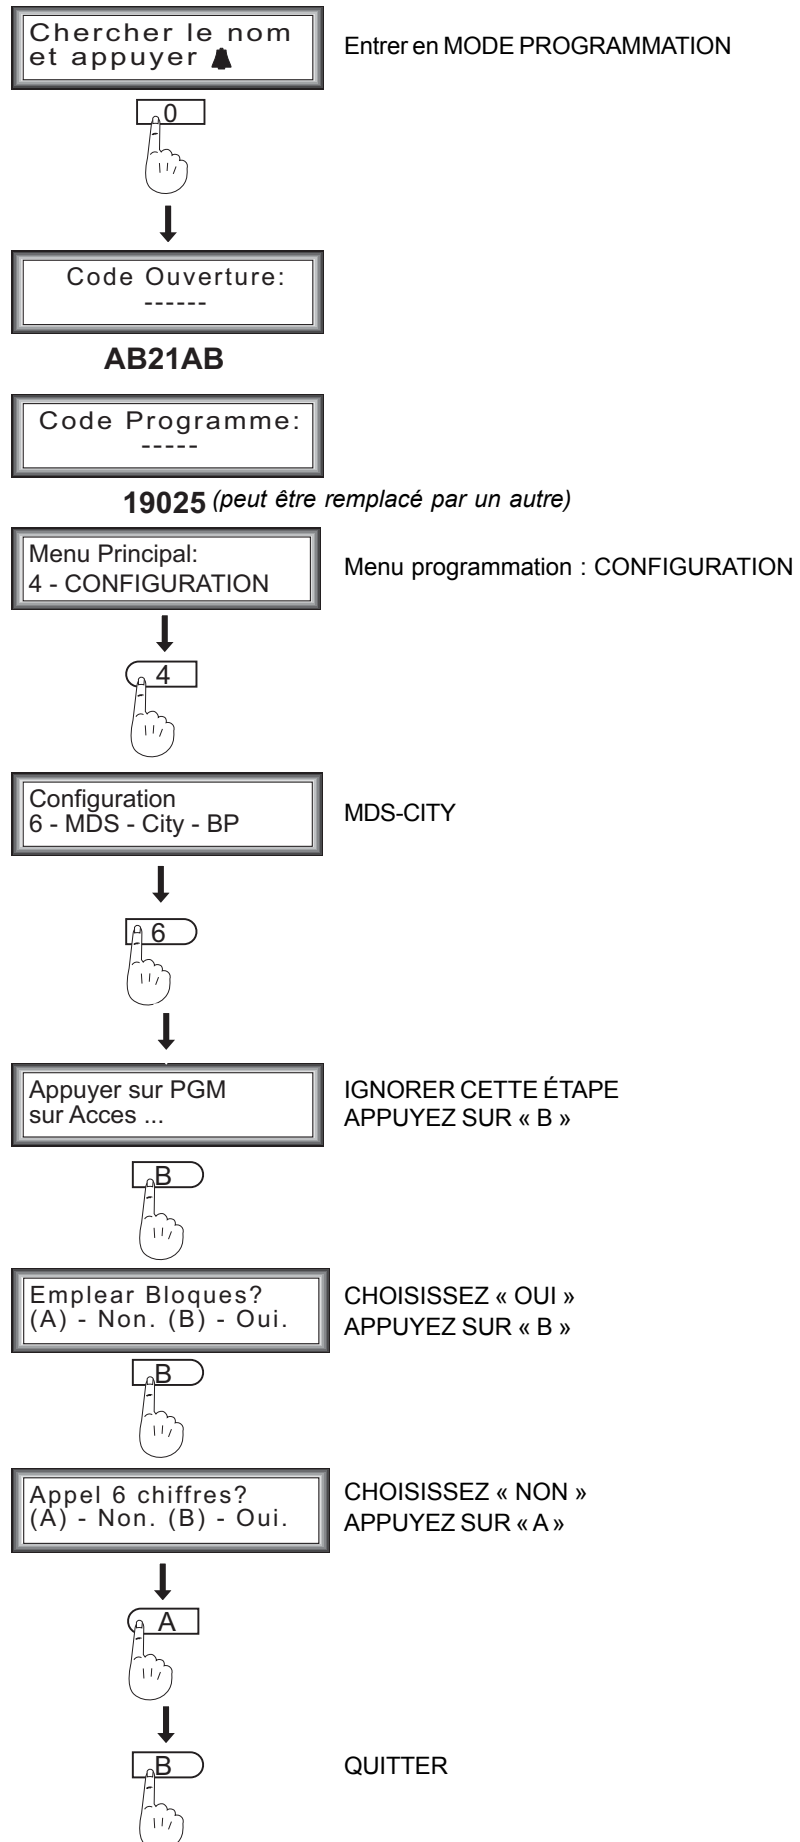 Chercher le nom
et appuyer
Entrer en MODE PROGRAMMATION
0
Code Ouverture:
------
AB21AB
Code Programme:
-----
19025 (peut être remplacé par un autre)
Menu Principal:
4 - CONFIGURATION
Menu programmation : CONFIGURATION
4
Configuration
6 - MDS - City - BP
MDS-CITY
6
Appuyer sur PGM
sur Acces ...
IGNORER CETTE ÉTAPE
APPUYEZ SUR « B »
B
Emplear Bloques?
(A) - Non. (B) - Oui.
CHOISISSEZ « OUI »
APPUYEZ SUR « B »
B
Appel 6 chiffres?
(A) - Non. (B) - Oui.
CHOISISSEZ « NON »
APPUYEZ SUR « A »
A
B
QUITTER